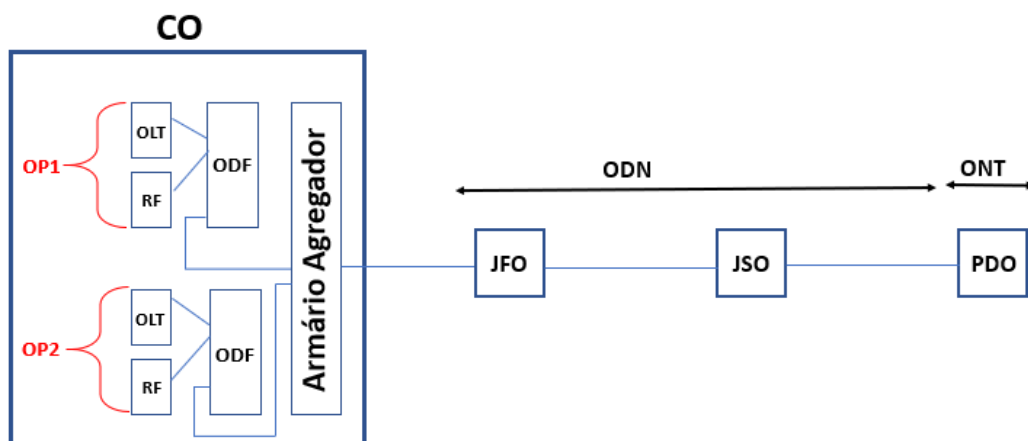 CO
OP1
OLT
RF
ODF
OP2
OLT
RF
ODF
Armário Agregador
ODN
ONT
JFO
JSO
PDO